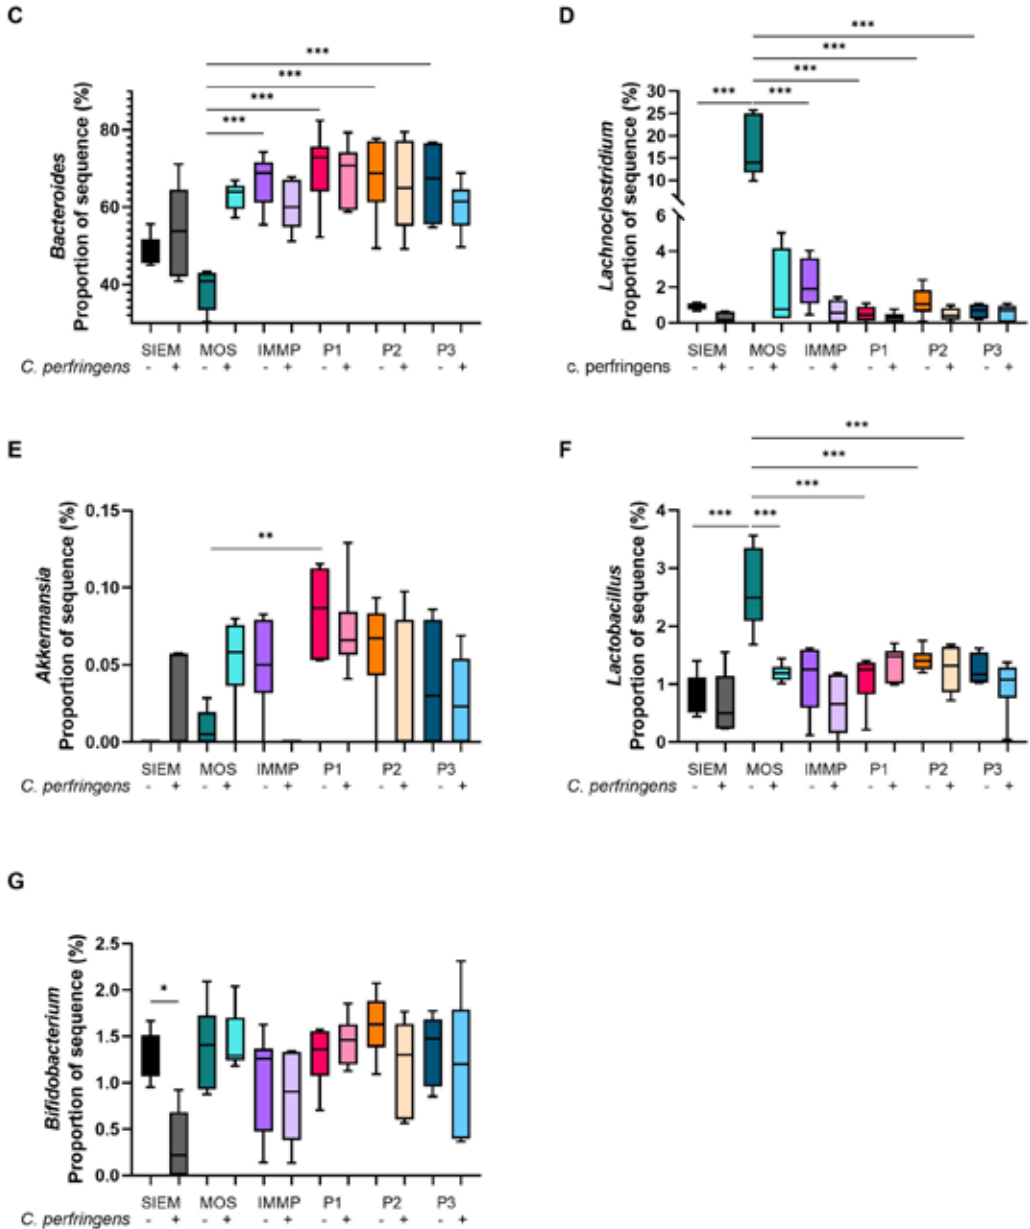 C
***
***
***
***
Bacteroides
Proportion of sequence (%)
80
60
40
SIEM MOS IMMP P1 P2 P3
C. perfringens - + - + - + - + - + - +
D
***
***
***
*** ***
Lachnoclostridium
Proportion of sequence (%)
30
25
20
15
10
6
4
2
0
SIEM MOS IMMP P1 P2 P3
c. perfringens - + - + - + - + - + - +
E
**
Akkermansia
Proportion of sequence (%)
0.15
0.10
0.05
0.00
SIEM MOS IMMP P1 P2 P3
C. perfringens - + - + - + - + - + - +
F
***
***
***
*** ***
Lactobacillus
Proportion of sequence (%)
4
3
2
1
0
SIEM MOS IMMP P1 P2 P3
C. perfringens - + - + - + - + - + - +
G
*
Bifidobacterium
Proportion of sequence (%)
2.5
2.0
1.5
1.0
0.5
0.0
SIEM MOS IMMP P1 P2 P3
C. perfringens - + - + - + - + - + - +